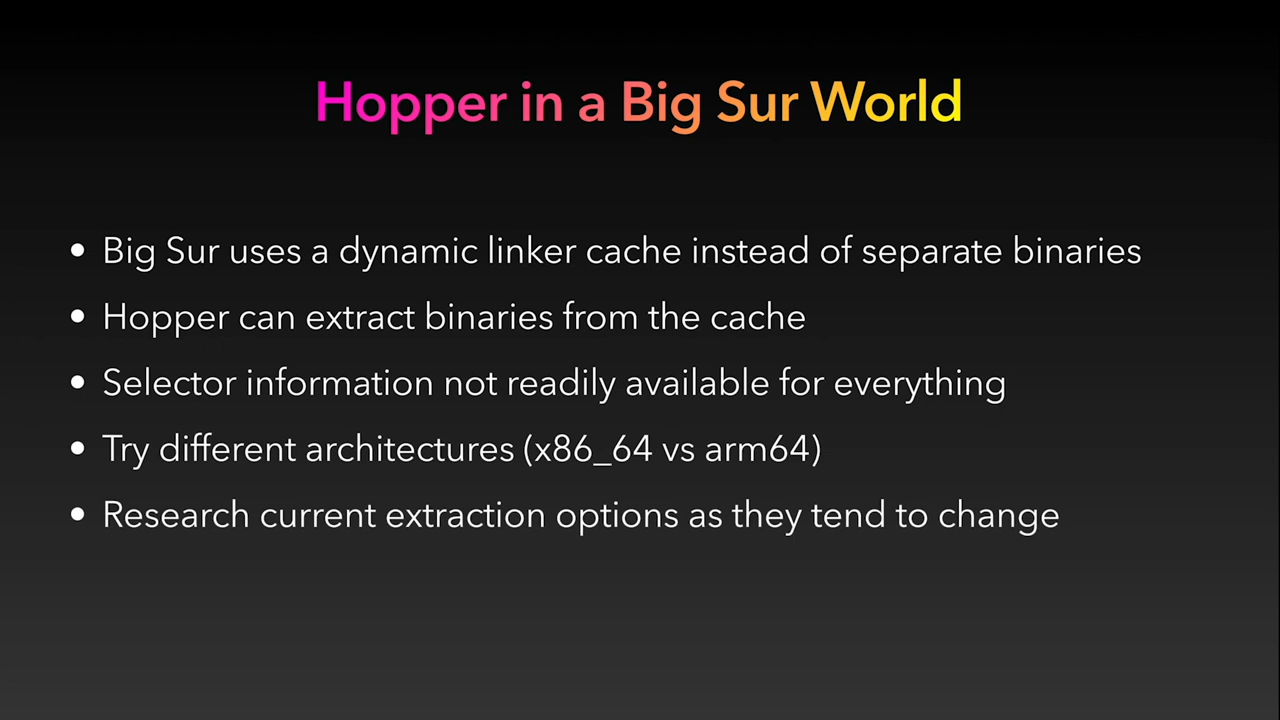 Hopper in a Big Sur World
• Big Sur uses a dynamic linker cache instead of separate binaries
• Hopper can extract binaries from the cache
• Selector information not readily available for everything
• Try different architectures (x86_64 vs arm64)
• Research current extraction options as they tend to change